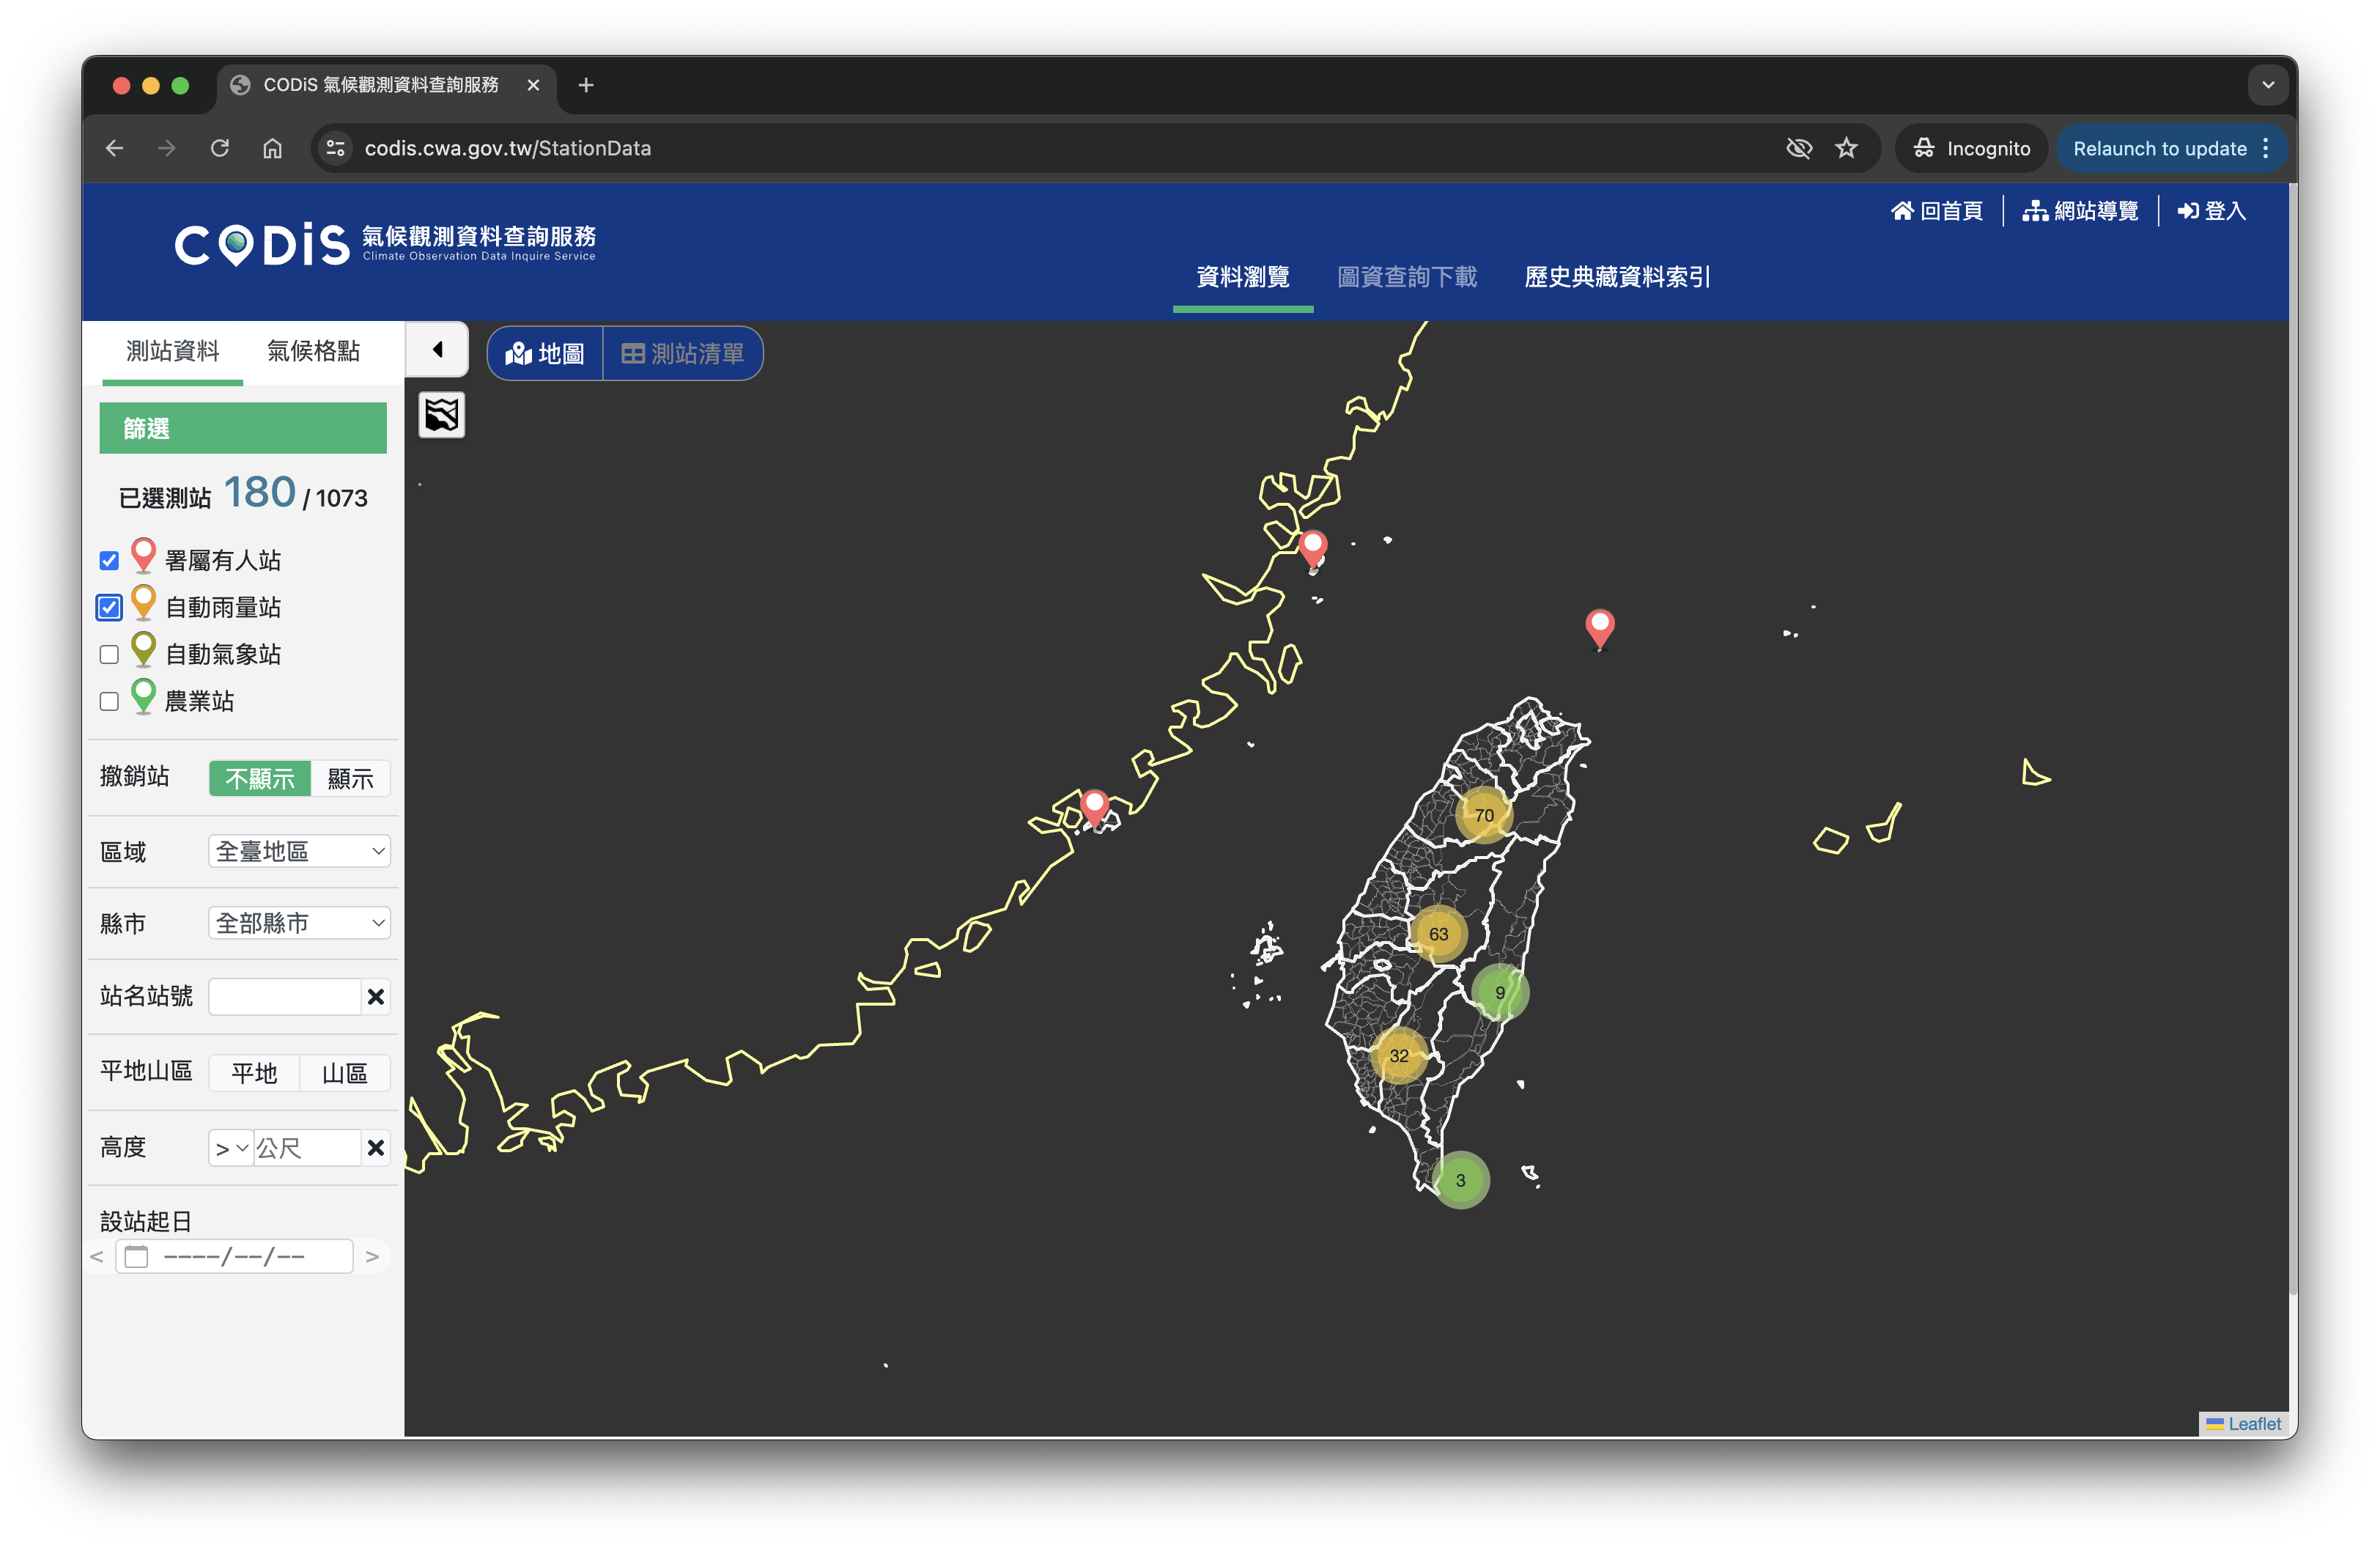 CODiS 氣候觀測資料查詢服務
codis.cwa.gov.tw/StationData
Incognito
Relaunch to update
回首頁
網站導覽
登入
CODiS 氣候觀測資料查詢服務
Climate Observation Data Inquire Service
資料瀏覽
圖資查詢下載
歷史典藏資料索引
測站資料
氣候格點
地圖
測站清單
篩選
已選測站 180 / 1073
署屬有人站
自動雨量站
自動氣象站
農業站
撤銷站
不顯示
顯示
區域
全臺地區
縣市
全部縣市
站名站號
平地山區
平地
山區
高度
>
公尺
設站起日
< ----/--/-- >
70
63
9
32
3
Leaflet